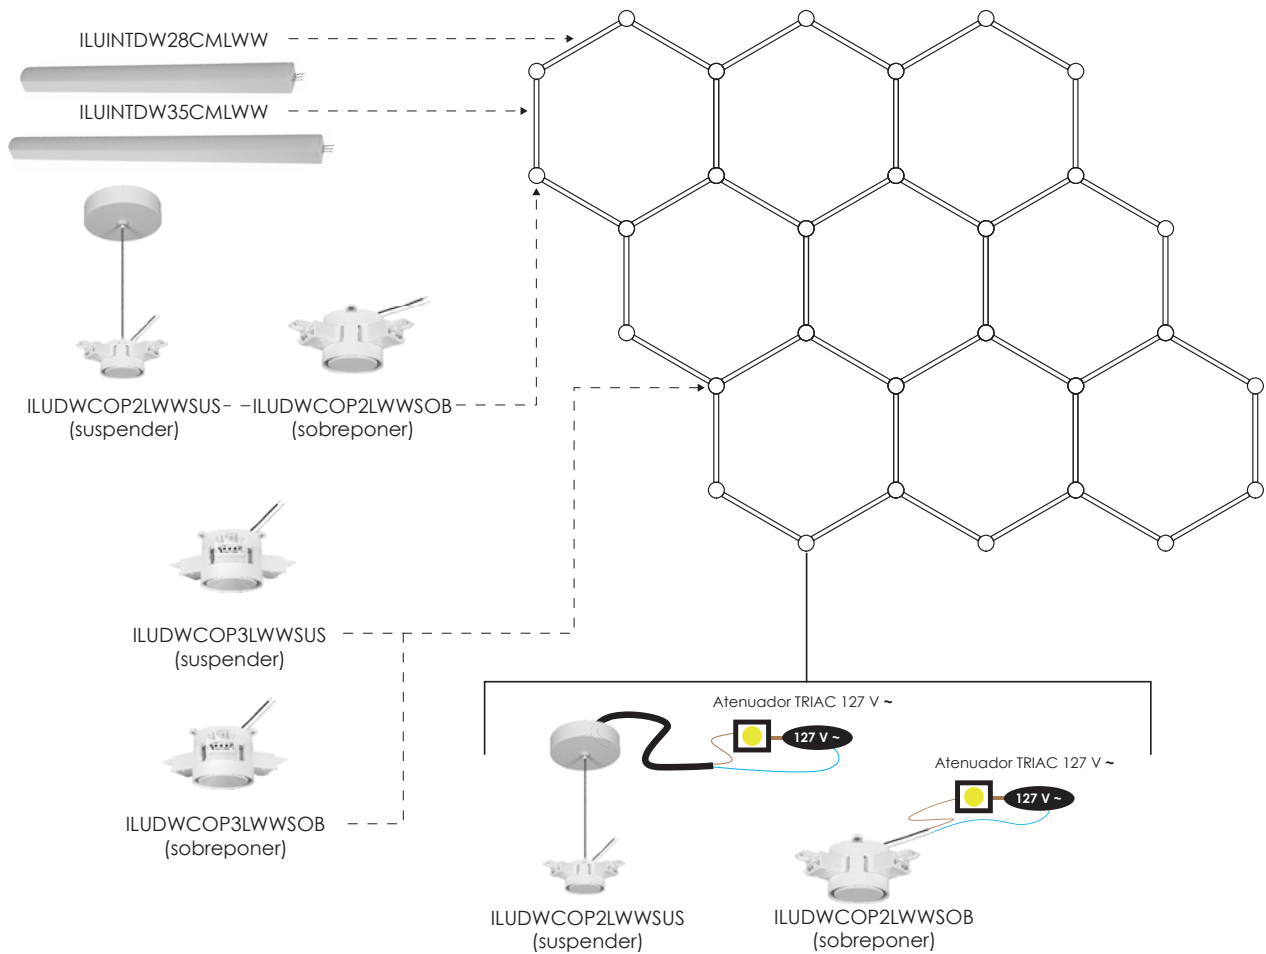 ILUINTDW28CMLWW
ILUINTDW35CMLWW
ILUDWCOP2LWWSUS
(suspender)
ILUDWCOP2LWWSOB
(sobreponer)
ILUDWCOP3LWWSUS
(suspender)
ILUDWCOP3LWWSOB
(sobreponer)
Atenuador TRIAC 127 V ~
127 V ~
Atenuador TRIAC 127 V ~
127 V ~
ILUDWCOP2LWWSUS
(suspender)
ILUDWCOP2LWWSOB
(sobreponer)